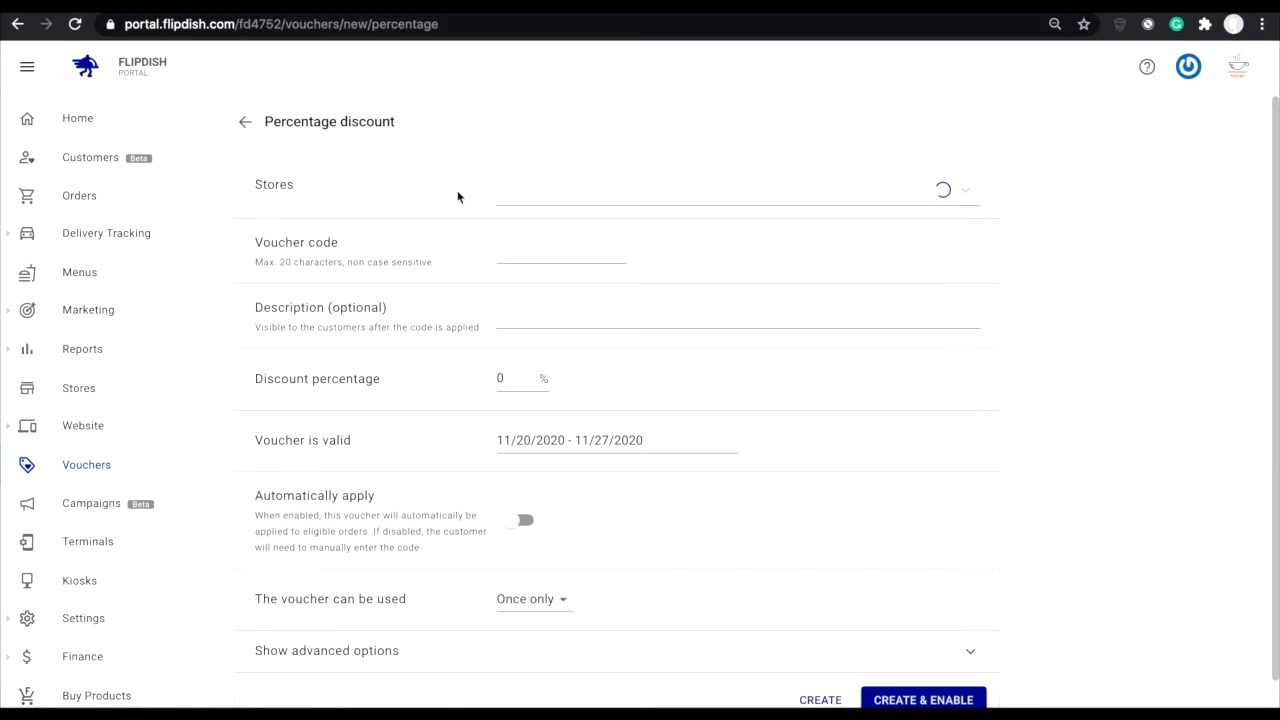 portal.flipdish.com/fd4752/vouchers/new/percentage
FLIPDISH
PORTAL
Home
Customers Beta
Orders
Delivery Tracking
Menus
Marketing
Reports
Stores
Website
Vouchers
Campaigns Beta
Terminals
Kiosks
Settings
Finance
Buy Products
Percentage discount
Stores
Voucher code
Max. 20 characters, non case sensitive
Description (optional)
Visible to the customers after the code is applied
Discount percentage
0 %
Voucher is valid
11/20/2020 - 11/27/2020
Automatically apply
When enabled, this voucher will automatically be
applied to eligible orders. If disabled, the customer
will need to manually enter the code
The voucher can be used
Once only
Show advanced options
CREATE
CREATE & ENABLE